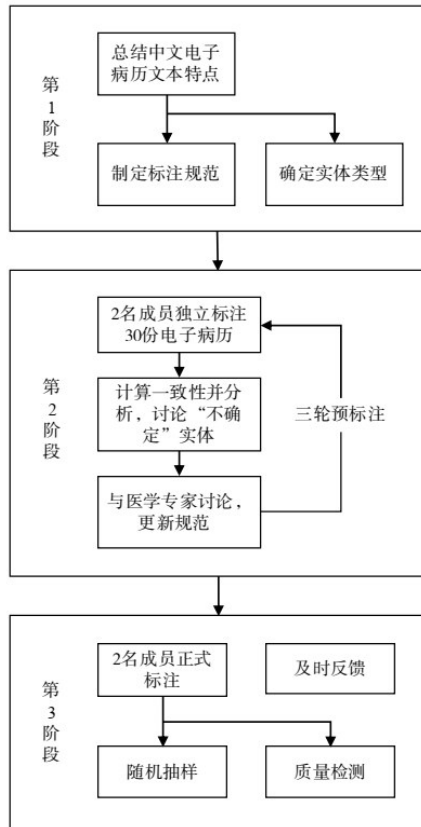 第
1
阶
段
总结中文电子
病历文本特点
制定标注规范
确定实体类型
第
2
阶
段
2名成员独立标注
30份电子病历
计算一致性并分
析，讨论“不确
定”实体
与医学专家讨论，
更新规范
三轮预标注
第
3
阶
段
2名成员正式
标注
及时反馈
随机抽样
质量检测